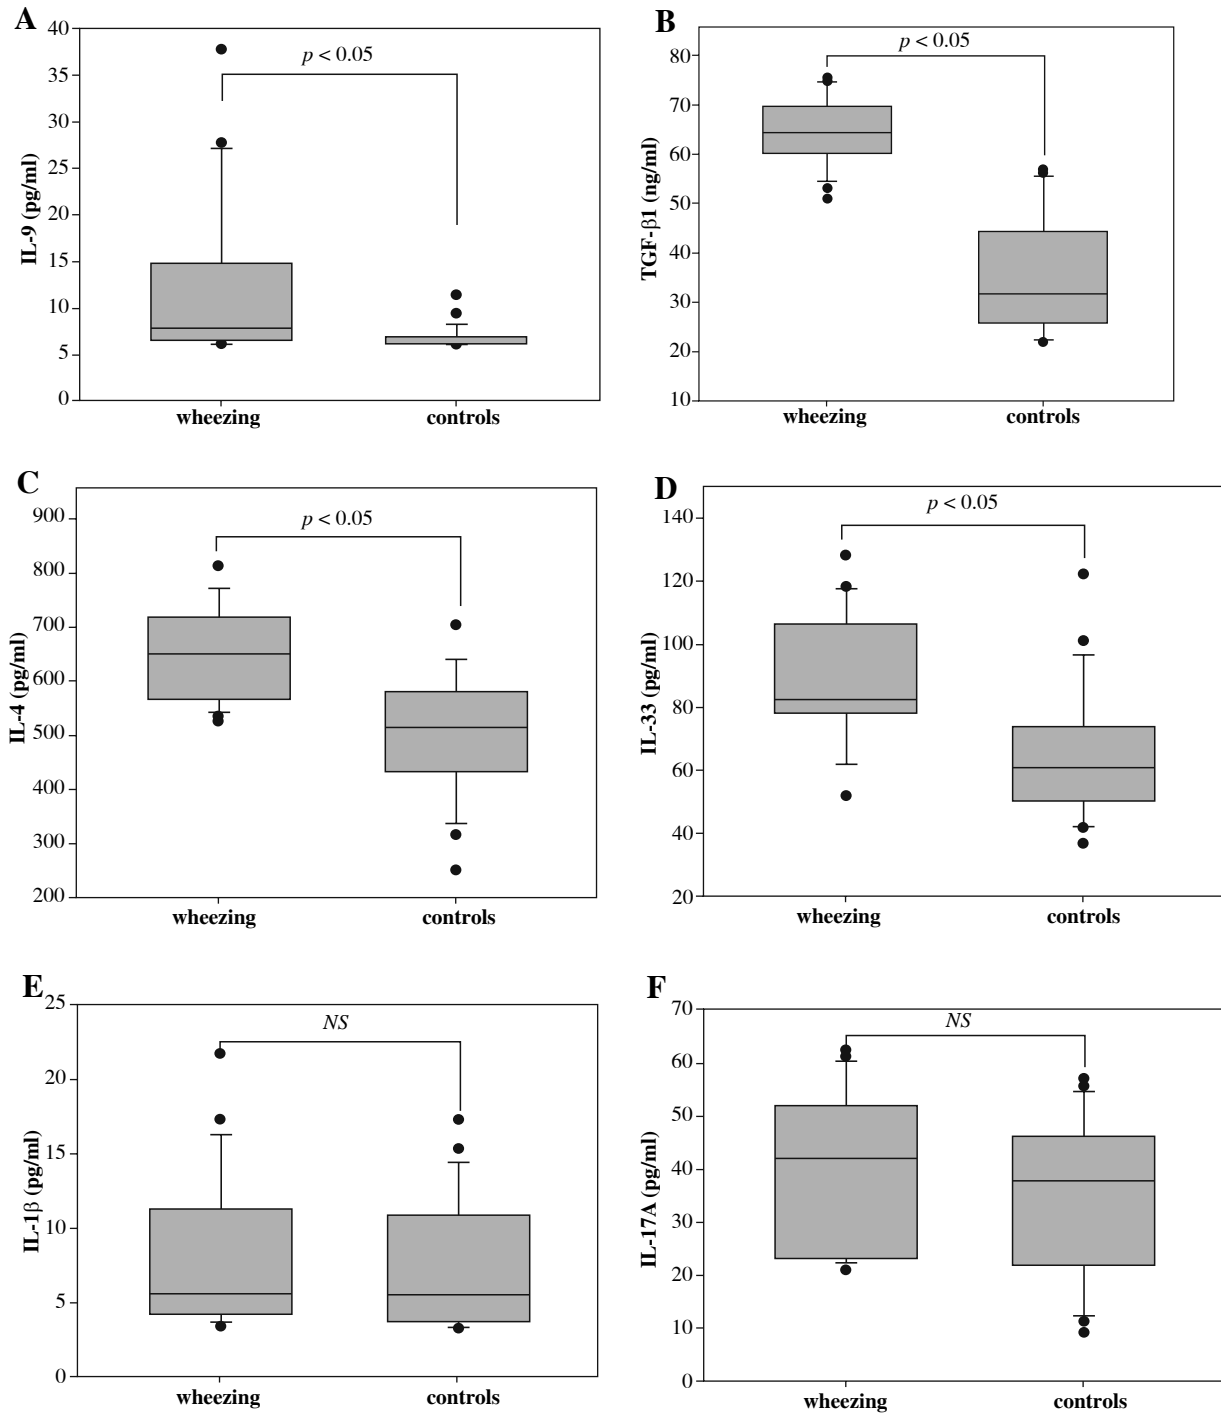 A
IL-9 (pg/ml)
40
35
30
25
20
15
10
5
0
p < 0.05
wheezing controls
B
TGF-β1 (ng/ml)
80
70
60
50
40
30
20
10
p < 0.05
wheezing controls
C
IL-4 (pg/ml)
900
800
700
600
500
400
300
200
p < 0.05
wheezing controls
D
IL-33 (pg/ml)
140
120
100
80
60
40
20
p < 0.05
wheezing controls
E
IL-1β (pg/ml)
25
20
15
10
5
0
NS
wheezing controls
F
IL-17A (pg/ml)
70
60
50
40
30
20
10
0
NS
wheezing controls